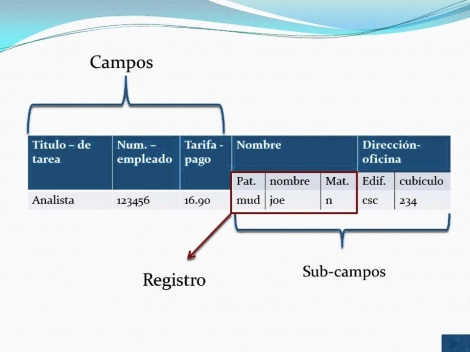 Campos
Titulo – de tarea
Num. – empleado
Tarifa - pago
Nombre
Dirección- oficina
Pat. nombre Mat. Edif. cubículo
Analista 123456 16.90 mud joe n csc 234
Registro
Sub-campos